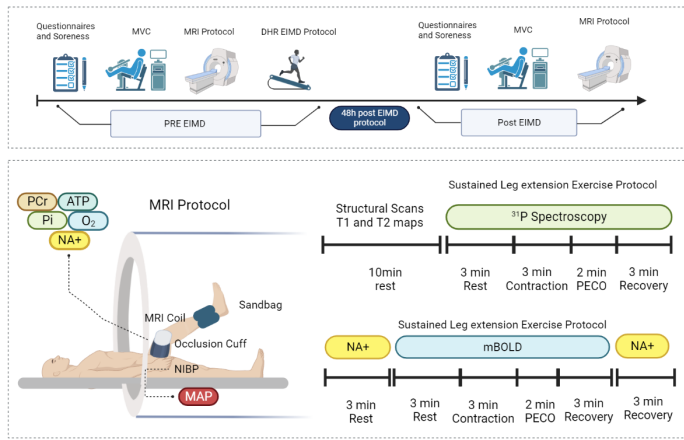 Questionnaires
and Soreness
MVC
MRI Protocol
DHR EIMD Protocol
Questionnaires
and Soreness
MVC
MRI Protocol
PRE EIMD
48h post EIMD
protocol
Post EIMD
PCr
ATP
Pi
O₂
NA+
MRI Protocol
Sandbag
MRI Coil
Occlusion Cuff
NIBP
MAP
Sustained Leg extension Exercise Protocol
Structural Scans
T1 and T2 maps
³¹P Spectroscopy
10min
rest
3 min
Rest
3 min
Contraction
2 min
PECO
3 min
Recovery
Sustained Leg extension Exercise Protocol
NA+
mBOLD
NA+
3 min
Rest
3 min
Rest
3 min
Contraction
2 min
PECO
3 min
Recovery
3 min
Recovery